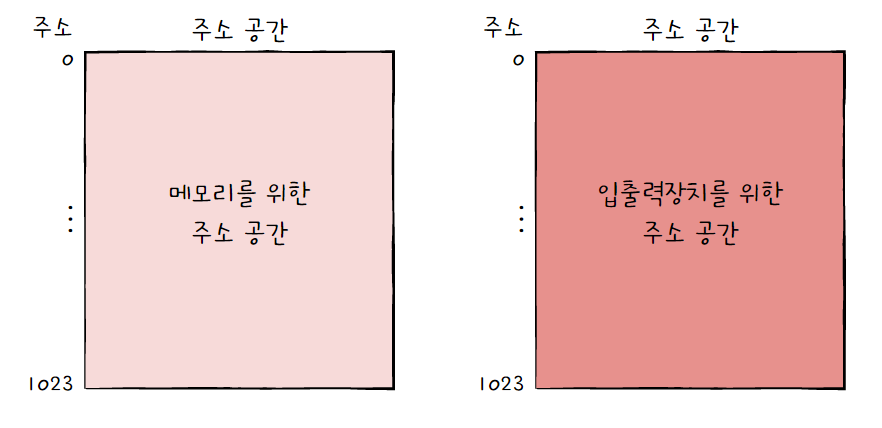 주소 주소 공간
0
메모리를 위한
주소 공간
⋮
1023
주소 주소 공간
0
입출력장치를 위한
주소 공간
⋮
1023